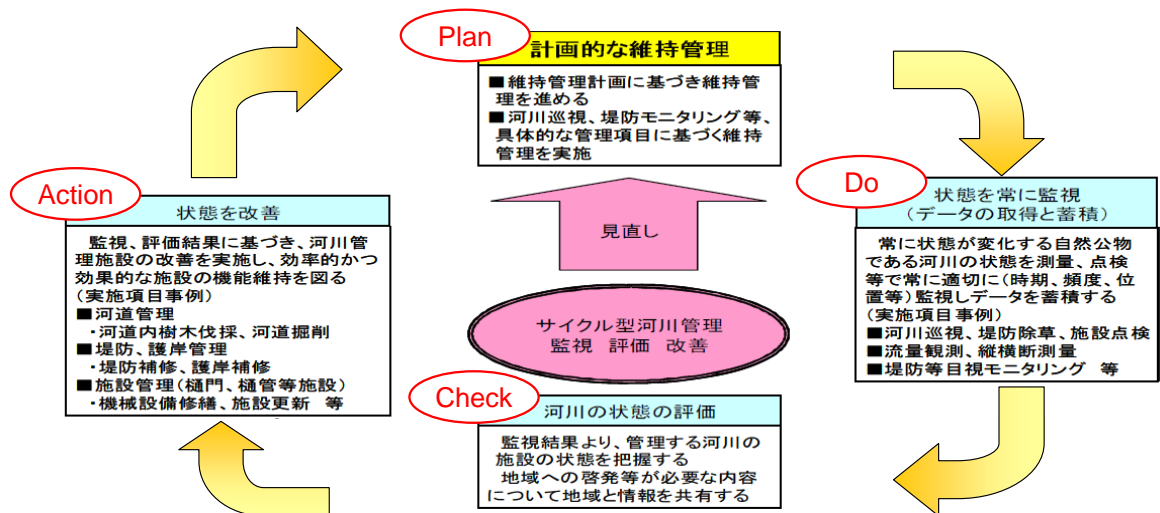 Plan
計画的な維持管理
■維持管理計画に基づき維持管
理を進める
■河川巡視、堤防モニタリング等、
具体的な管理項目に基づく維持
管理を実施
Do
状態を常に監視
(データの取得と蓄積)
常に状態が変化する自然公物
である河川の状態を測量、点検
等で常に適切に(時期、頻度、位
置等)監視しデータを蓄積する
(実施項目事例)
■河川巡視、堤防除草、施設点検
■流量観測、縦横断測量
■堤防等目視モニタリング 等
Check
河川の状態の評価
監視結果より、管理する河川の
施設の状態を把握する
地域への啓発等が必要な内容
について地域と情報を共有する
Action
状態を改善
監視、評価結果に基づき、河川管
理施設の改善を実施し、効率的かつ
効果的な施設の機能維持を図る
(実施項目事例)
■河道管理
・河道内樹木伐採、河道掘削
■堤防、護岸管理
・堤防補修、護岸補修
■施設管理(樋門、樋管等施設)
・機械設備修繕、施設更新 等
見直し
サイクル型河川管理
監視 評価 改善